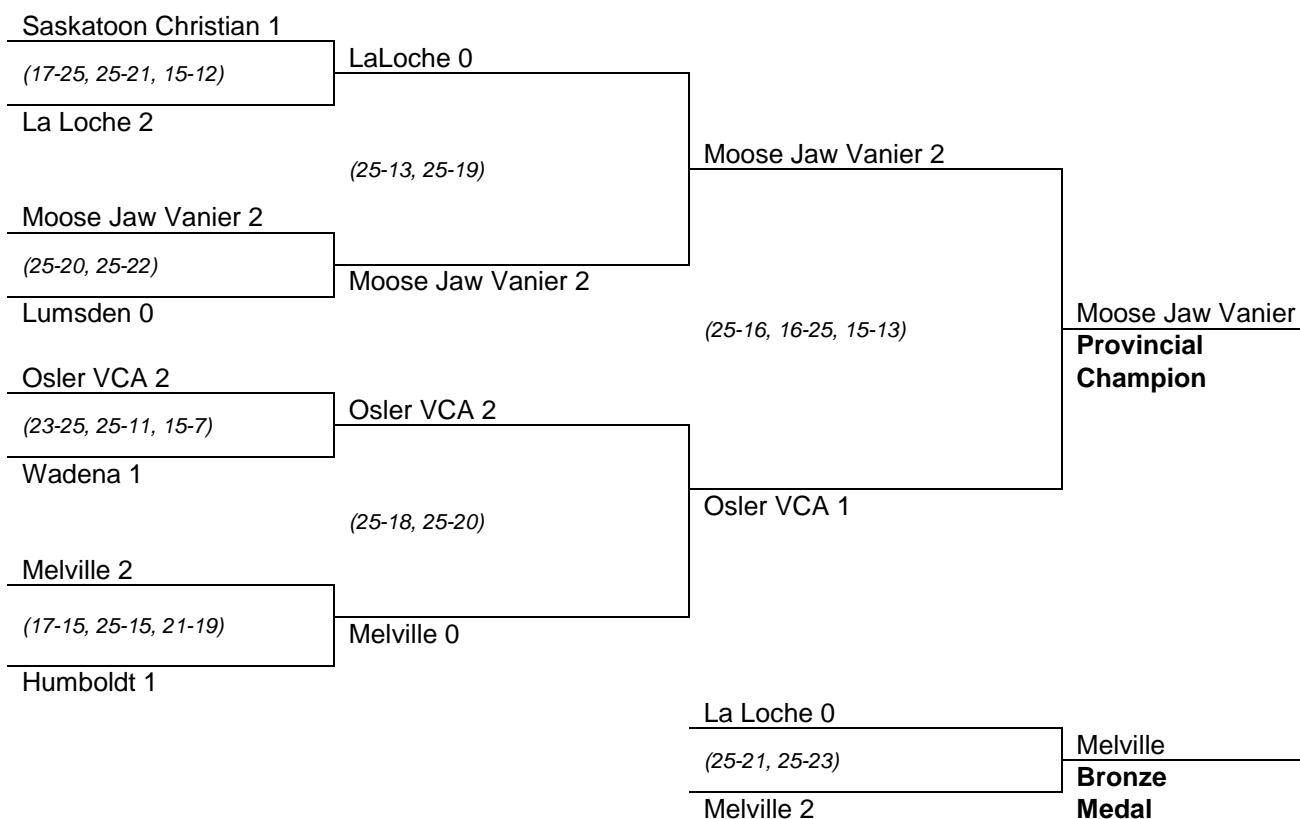 Saskatoon Christian 1
(17-25, 25-21, 15-12)
La Loche 2
Moose Jaw Vanier 2
(25-20, 25-22)
Lumsden 0
Osler VCA 2
(23-25, 25-11, 15-7)
Wadena 1
Melville 2
(17-15, 25-15, 21-19)
Humboldt 1
LaLoche 0
(25-13, 25-19)
Moose Jaw Vanier 2
Osler VCA 2
(25-18, 25-20)
Melville 0
Moose Jaw Vanier 2
(25-16, 16-25, 15-13)
Osler VCA 1
Moose Jaw Vanier
Provincial
Champion
La Loche 0
(25-21, 25-23)
Melville 2
Melville
Bronze
Medal